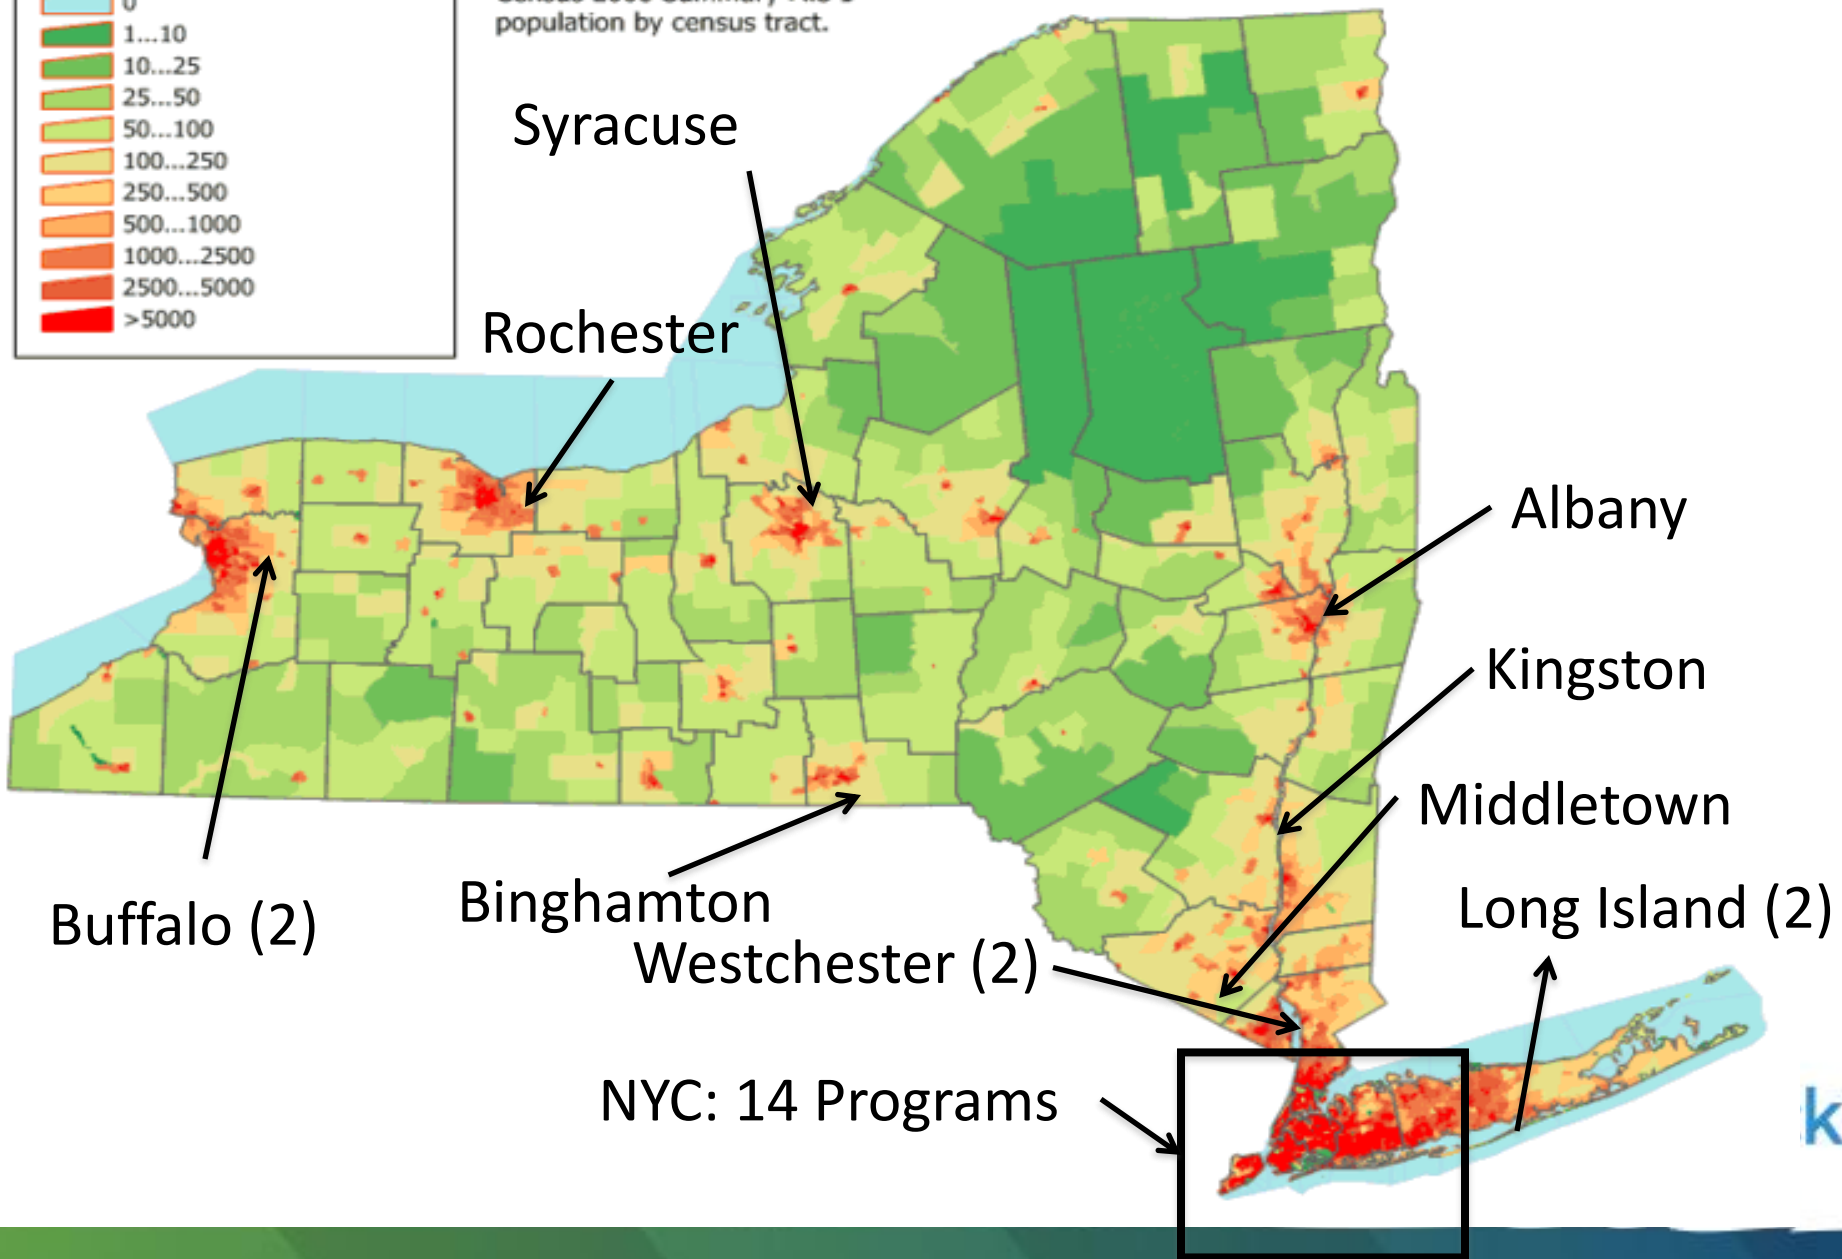 0
1...10
10...25
25...50
50...100
100...250
250...500
500...1000
1000...2500
2500...5000
>5000
population by census tract.
Syracuse
Rochester
Albany
Kingston
Middletown
Buffalo (2)
Binghamton
Long Island (2)
Westchester (2)
NYC: 14 Programs
k